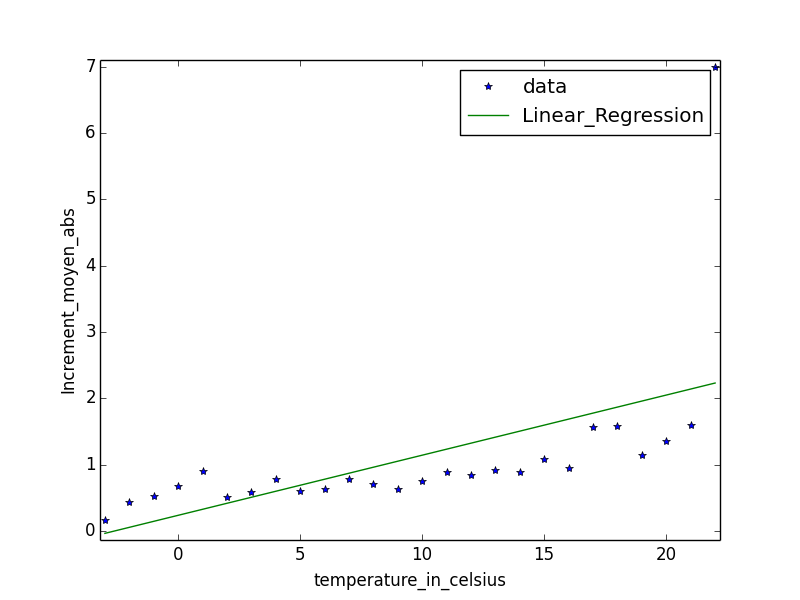 7
6
5
4
3
2
1
0
Increment_moyen_abs
data
Linear_Regression
0 5 10 15 20
temperature_in_celsius